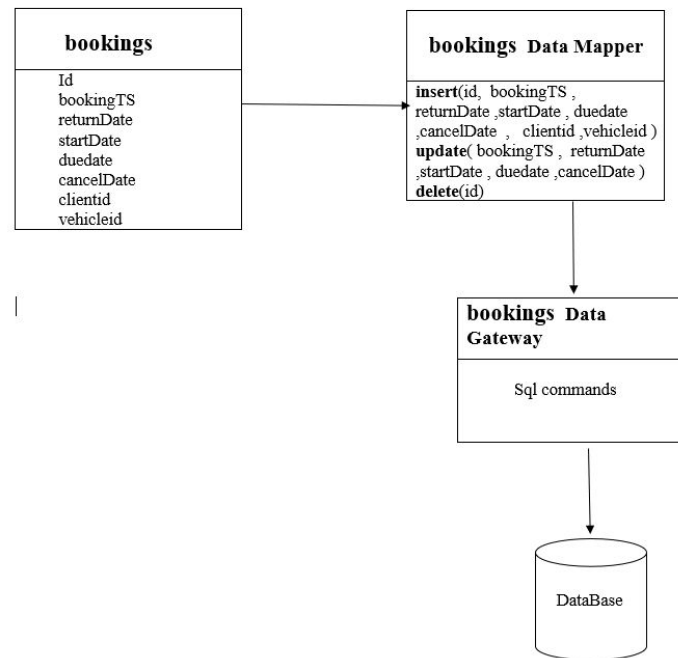 bookings
Id
bookingTS
returnDate
startDate
duedate
cancelDate
clientid
vehicleid
bookings Data Mapper
insert(id, bookingTS ,
returnDate ,startDate , duedate
,cancelDate , clientid ,vehicleid )
update( bookingTS , returnDate
,startDate , duedate ,cancelDate )
delete(id)
bookings Data
Gateway
Sql commands
DataBase